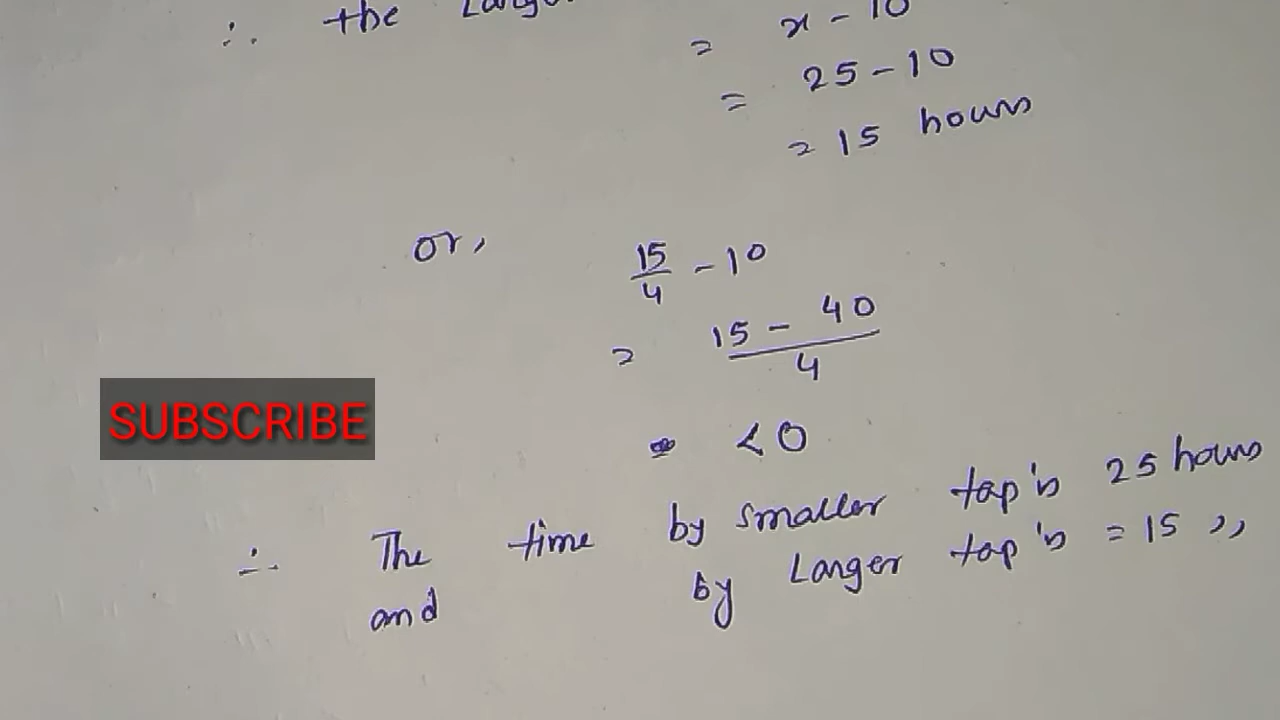 ∴ the Larger
= x - 10
= 25 - 10
= 15 hours
or, 15/4 - 10
= (15 - 40)/4
< 0
SUBSCRIBE
∴ The time by smaller tap's 25 hours
and by Larger tap's = 15 ,,